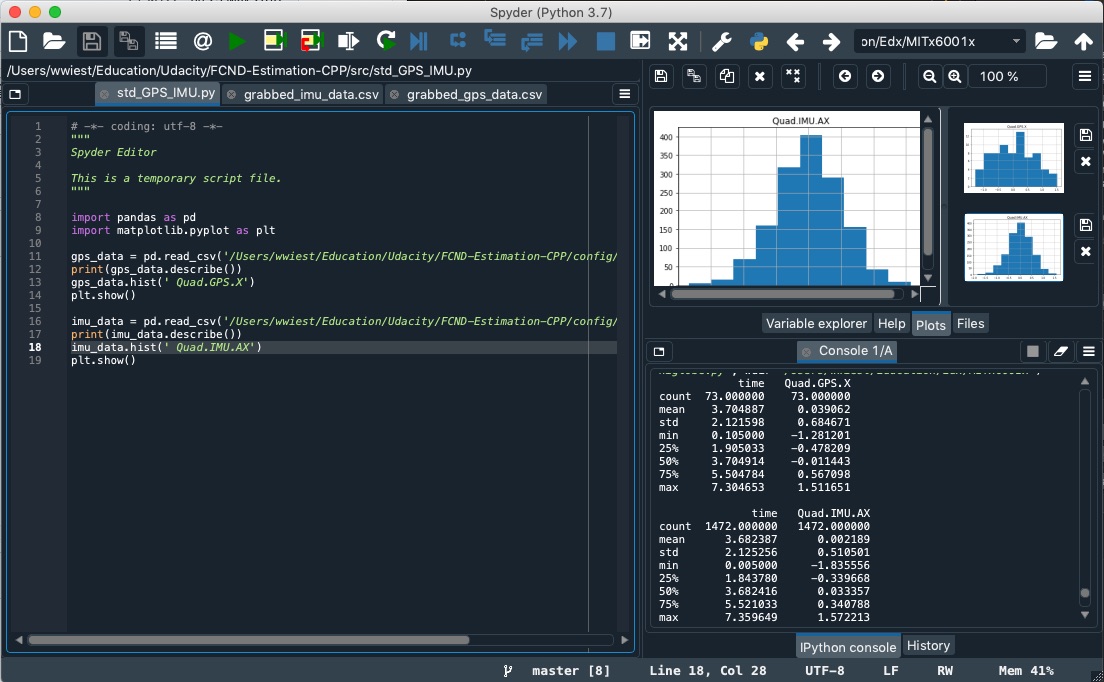 Spyder (Python 3.7)
on/Edx/MITx6001x
/Users/wwiest/Education/Udacity/FCND-Estimation-CPP/src/std_GPS_IMU.py
std_GPS_IMU.py
grabbed_imu_data.csv
grabbed_gps_data.csv
1 # -*- coding: utf-8 -*-
2 """
3 Spyder Editor
4
5 This is a temporary script file.
6 """
7
8 import pandas as pd
9 import matplotlib.pyplot as plt
10
11 gps_data = pd.read_csv('/Users/wwiest/Education/Udacity/FCND-Estimation-CPP/config/
12 print(gps_data.describe())
13 gps_data.hist(' Quad.GPS.X')
14 plt.show()
15
16 imu_data = pd.read_csv('/Users/wwiest/Education/Udacity/FCND-Estimation-CPP/config/
17 print(imu_data.describe())
18 imu_data.hist(' Quad.IMU.AX')
19 plt.show()
100 %
Quad.IMU.AX
400
350
300
250
200
150
100
50
Quad.GPS.X
Quad.IMU.AX
Variable explorer
Help
Plots
Files
Console 1/A
time Quad.GPS.X
count 73.000000 73.000000
mean 3.704887 0.039062
std 2.121598 0.684671
min 0.105000 -1.281201
25% 1.905033 -0.478209
50% 3.704914 -0.011443
75% 5.504784 0.567098
max 7.304653 1.511651
time Quad.IMU.AX
count 1472.000000 1472.000000
mean 3.682387 0.002189
std 2.125256 0.510501
min 0.005000 -1.835556
25% 1.843780 -0.339668
50% 3.682416 0.033357
75% 5.521033 0.340788
max 7.359649 1.572213
IPython console
History
master [8]
Line 18, Col 28
UTF-8
LF
RW
Mem 41%